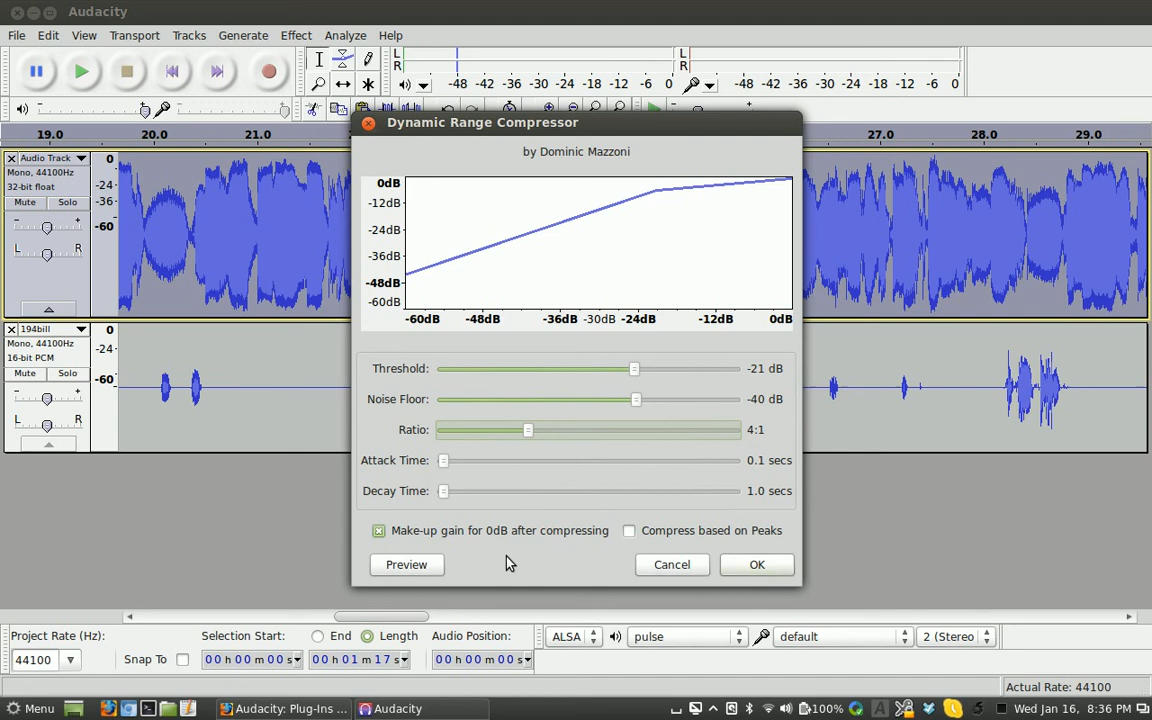 Audacity
File Edit View Transport Tracks Generate Effect Analyze Help
L
R
-48 -42 -36 -30 -24 -18 -12 -6 0
L
R
-48 -42 -36 -30 -24 -18 -12 -6 0
19.0 20.0 21.0 27.0 28.0 29.0
Audio Track
Mono, 44100Hz
32-bit float
Mute Solo
- +
L R
0
-24
-36
-60
194bill
Mono, 44100Hz
16-bit PCM
Mute Solo
- +
L R
0
-24
-60
Dynamic Range Compressor
by Dominic Mazzoni
0dB
-12dB
-24dB
-36dB
-48dB
-60dB
-60dB -48dB -36dB -30dB -24dB -12dB 0dB
Threshold: -21 dB
Noise Floor: -40 dB
Ratio: 4:1
Attack Time: 0.1 secs
Decay Time: 1.0 secs
Make-up gain for 0dB after compressing Compress based on Peaks
Preview Cancel OK
Project Rate (Hz): Selection Start: End Length Audio Position:
44100 Snap To 00 h 00 m 00 s 00 h 01 m 17 s 00 h 00 m 00 s
ALSA pulse default 2 (Stereo
Actual Rate: 44100
Menu Audacity: Plug-Ins ... Audacity 100% Wed Jan 16, 8:36 PM